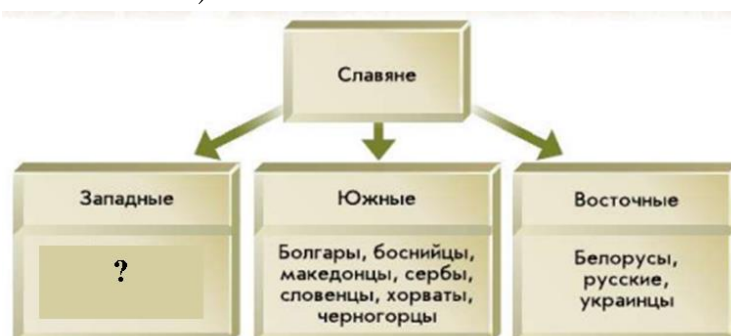 )
Славяне
Западные
?
Южные
Болгары, боснийцы,
македонцы, сербы,
словенцы, хорваты,
черногорцы
Восточные
Белорусы,
русские,
украинцы